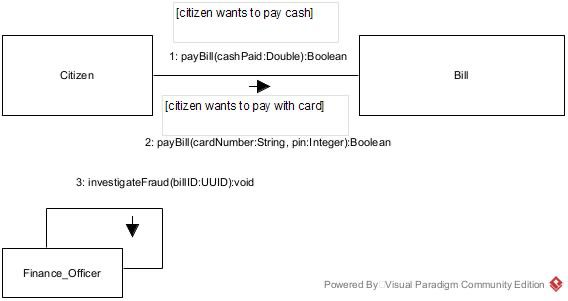 [citizen wants to pay cash]
1: payBill(cashPaid:Double):Boolean
Citizen
Bill
[citizen wants to pay with card]
2: payBill(cardNumber:String, pin:Integer):Boolean
3: investigateFraud(billID:UUID):void
Finance_Officer
Powered By Visual Paradigm Community Edition